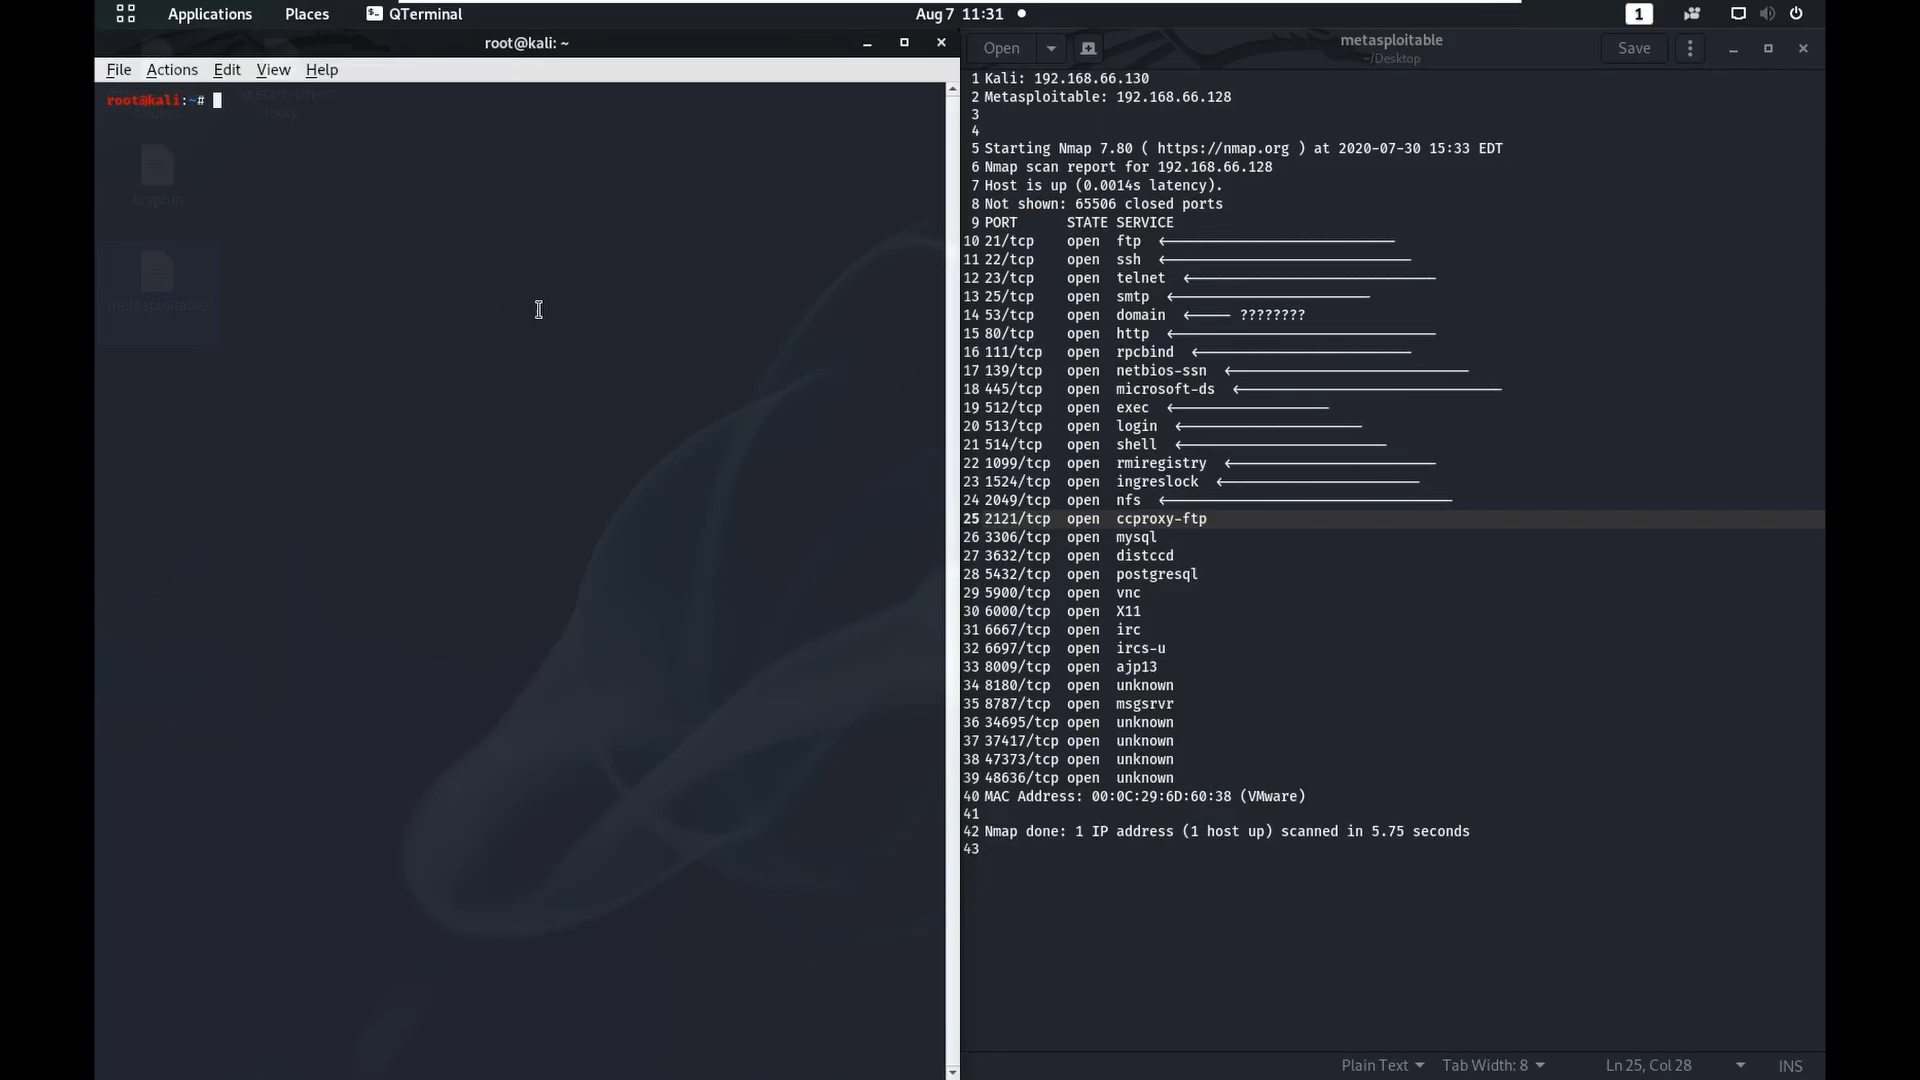 Applications Places QTerminal Aug 7 11:31 1
root@kali: ~
File Actions Edit View Help
root@kali:~#
kryptun
metasploitable
Open metasploitable Save
~/Desktop
1 Kali: 192.168.66.130
2 Metasploitable: 192.168.66.128
3
4
5 Starting Nmap 7.80 ( https://nmap.org ) at 2020-07-30 15:33 EDT
6 Nmap scan report for 192.168.66.128
7 Host is up (0.0014s latency).
8 Not shown: 65506 closed ports
9 PORT STATE SERVICE
10 21/tcp open ftp <--------------------------
11 22/tcp open ssh <----------------------------
12 23/tcp open telnet <----------------------------
13 25/tcp open smtp <-----------------------
14 53/tcp open domain <----- ????????
15 80/tcp open http <------------------------------
16 111/tcp open rpcbind <-------------------------
17 139/tcp open netbios-ssn <----------------------------
18 445/tcp open microsoft-ds <-------------------------------
19 512/tcp open exec <------------------
20 513/tcp open login <---------------------
21 514/tcp open shell <------------------------
22 1099/tcp open rmiregistry <------------------------
23 1524/tcp open ingreslock <-----------------------
24 2049/tcp open nfs <----------------------------------
25 2121/tcp open ccproxy-ftp
26 3306/tcp open mysql
27 3632/tcp open distccd
28 5432/tcp open postgresql
29 5900/tcp open vnc
30 6000/tcp open X11
31 6667/tcp open irc
32 6697/tcp open ircs-u
33 8009/tcp open ajp13
34 8180/tcp open unknown
35 8787/tcp open msgsrvr
36 34695/tcp open unknown
37 37417/tcp open unknown
38 47373/tcp open unknown
39 48636/tcp open unknown
40 MAC Address: 00:0C:29:6D:60:38 (VMware)
41
42 Nmap done: 1 IP address (1 host up) scanned in 5.75 seconds
43
Plain Text Tab Width: 8 Ln 25, Col 28 INS